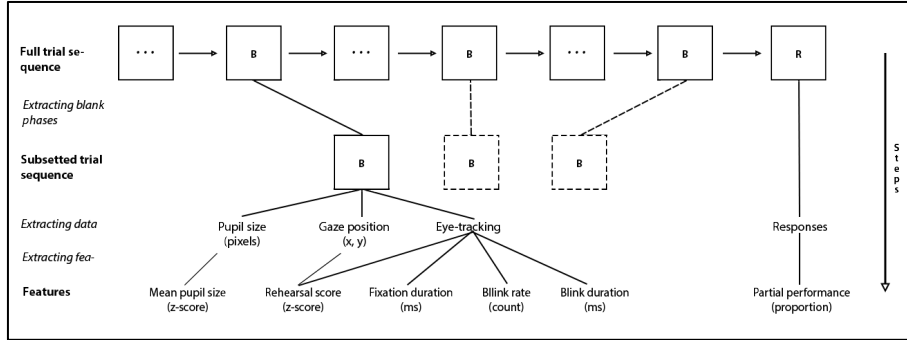 Full trial se-
quence
... B ... B ... B R
Extracting blank
phases
Subsetted trial
sequence
B B B
Steps
Extracting data
Pupil size
(pixels)
Gaze position
(x, y)
Eye-tracking
Responses
Extracting fea-
Features
Mean pupil size
(z-score)
Rehearsal score
(z-score)
Fixation duration
(ms)
Bllink rate
(count)
Blink duration
(ms)
Partial performance
(proportion)